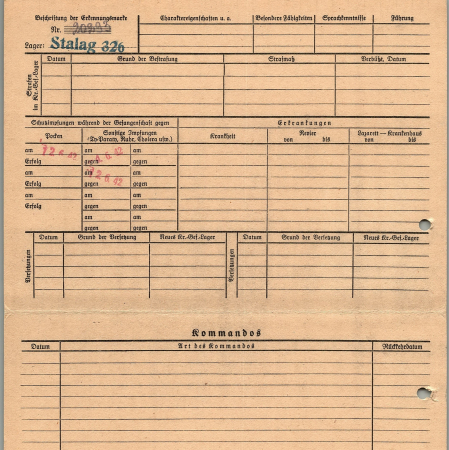 Beschriftung der Erkennungsmarke
Charaktereigenschaften u. a.
Besondere Fähigkeiten
Sprachkenntnisse
Führung
Nr.
Lager: Stalag 326
Strafen im Kr.-Gef.-Lager
Datum
Grund der Bestrafung
Strafmaß
Verbüßt, Datum
Schutzimpfungen während der Gefangenschaft gegen
Erkrankungen
Pocken
Sonstige Impfungen
(Ty-Paraty, Ruhr, Cholera usw.)
Krankheit
Revier
von bis
Lazarett — Krankenhaus
von bis
am am am
Erfolg gegen gegen
am am am
Erfolg gegen gegen
am am am
Erfolg gegen gegen
am am
gegen gegen
Versetzungen
Datum
Grund der Versetzung
Neues Kr.-Gef.-Lager
Versetzungen
Datum
Grund der Versetzung
Neues Kr.-Gef.-Lager
Kommandos
Datum
Art des Kommandos
Rückkehrdatum